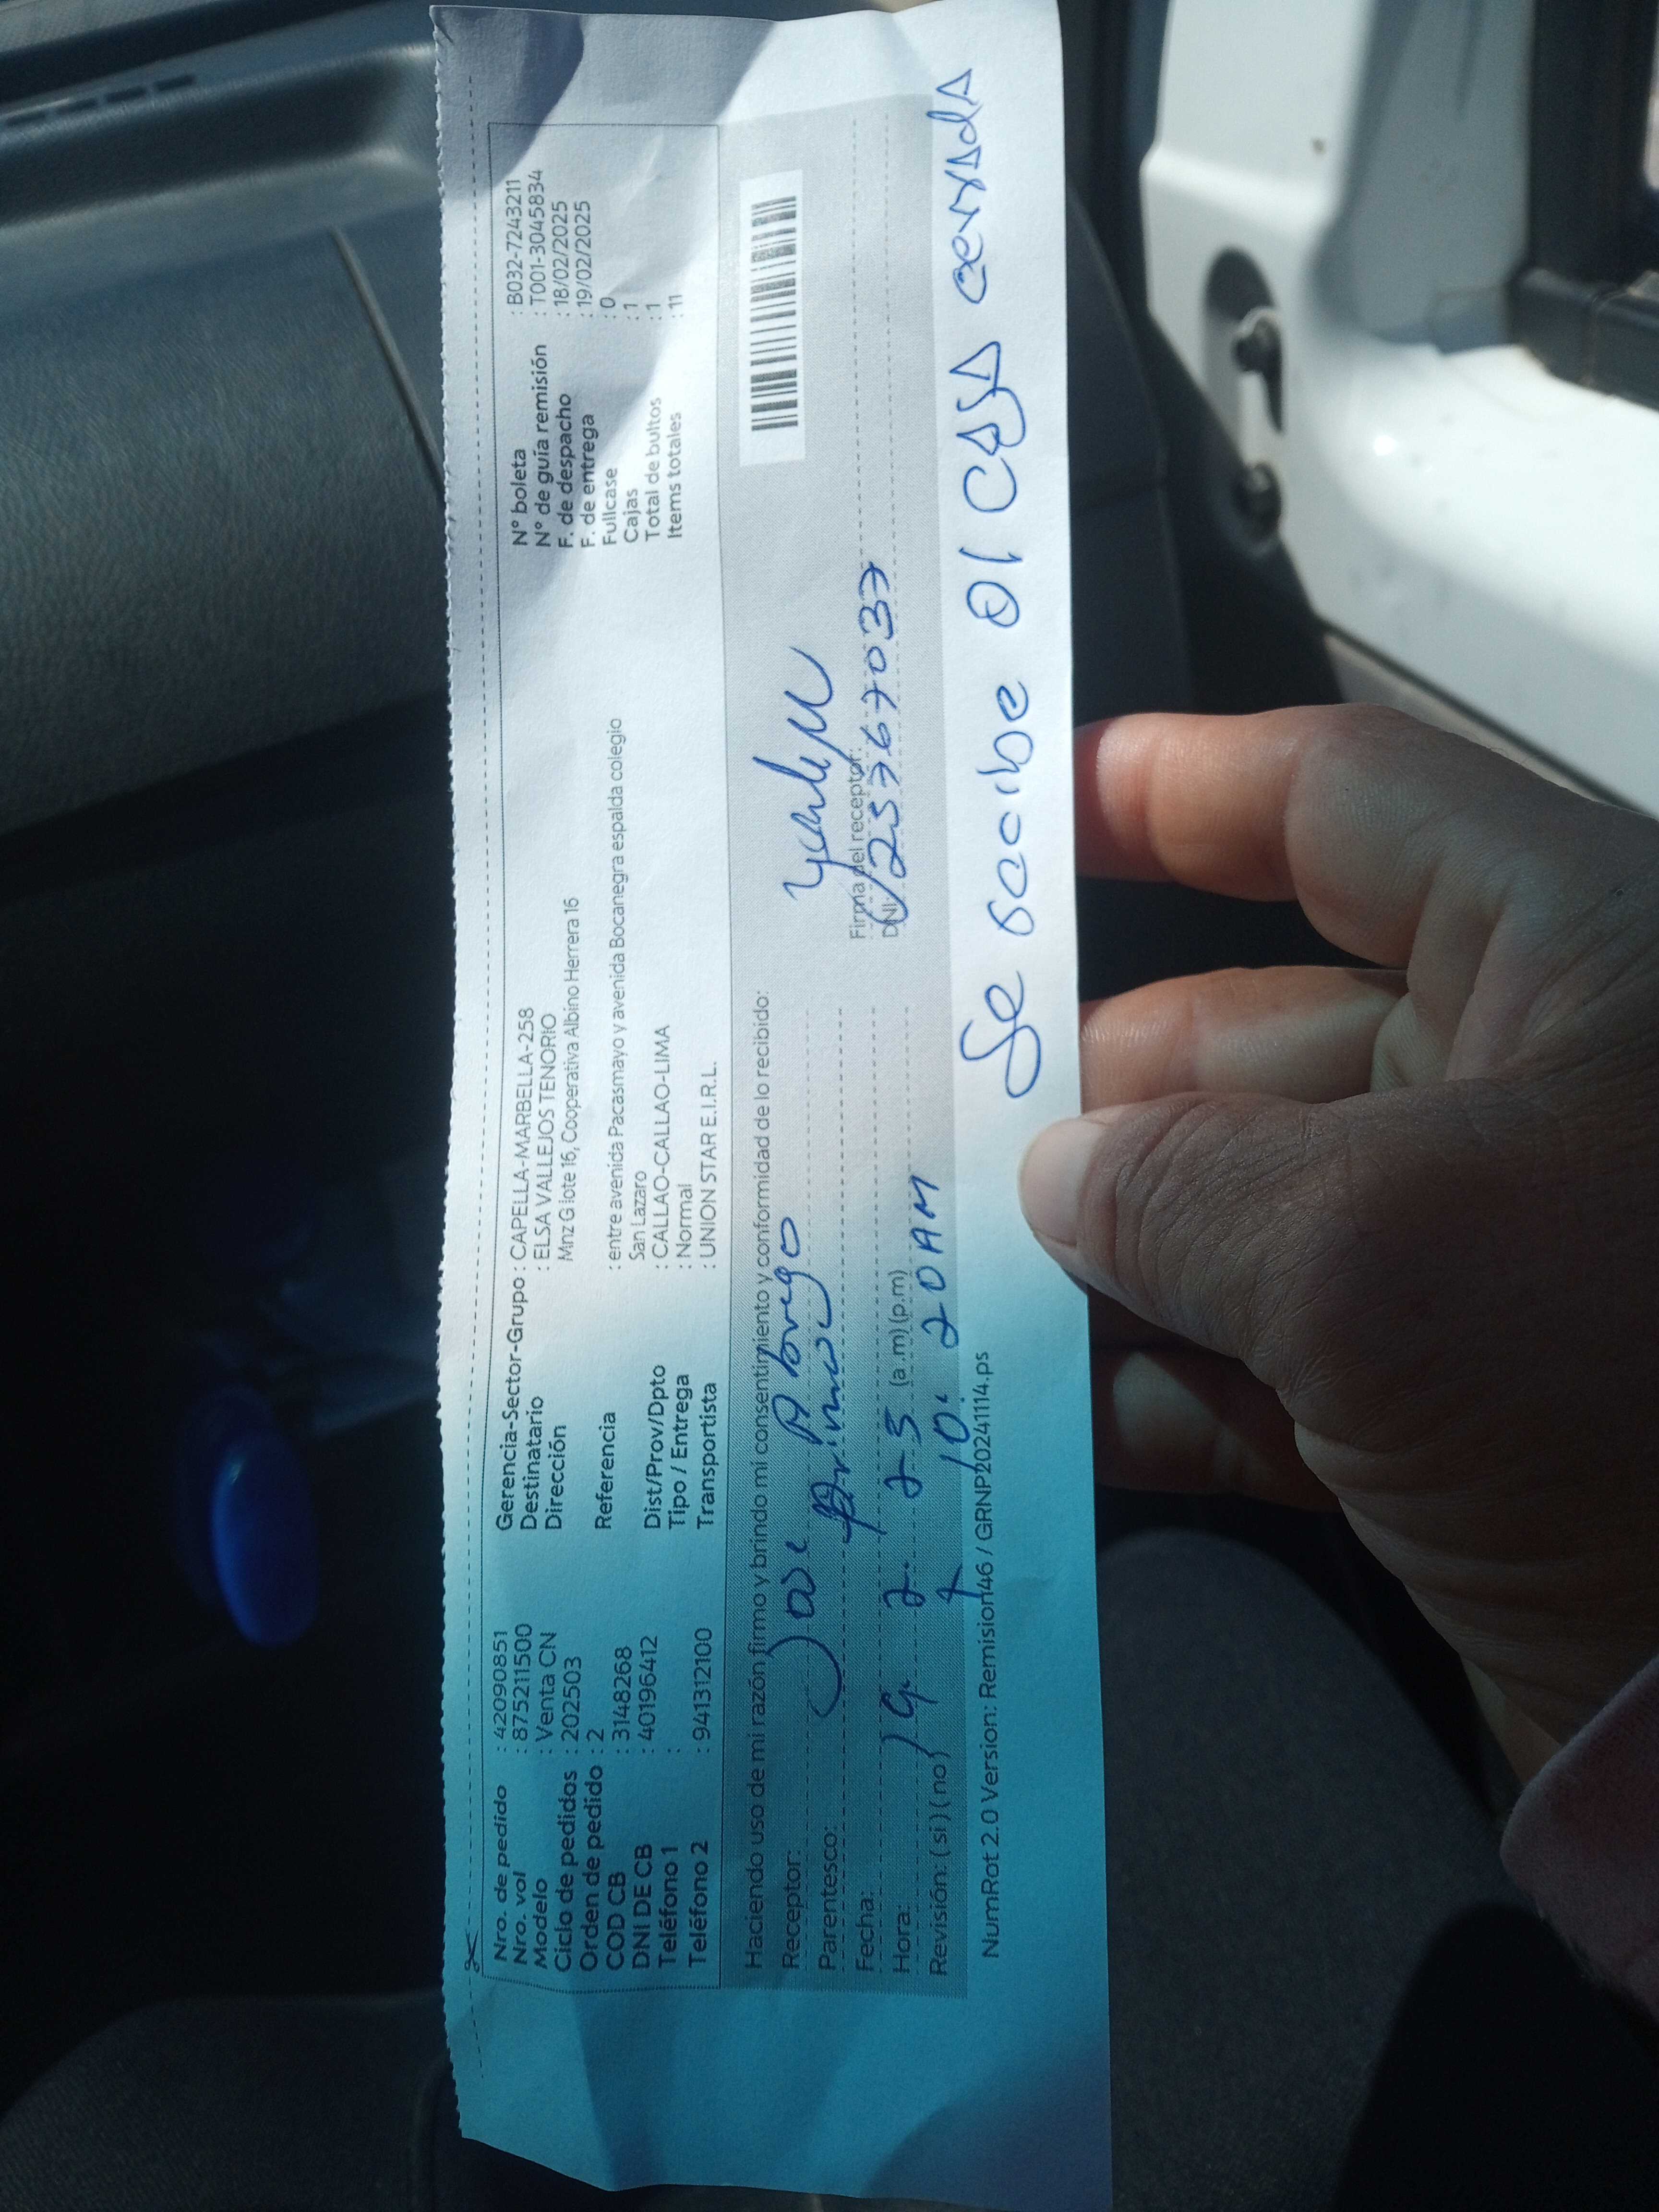 Nro. de pedido : 42090851
Nro. vol : 875211500
Modelo : Venta CN
Ciclo de pedidos : 202503
Orden de pedido : 2
COD CB : 3148268
DNI DE CB : 40196412
Teléfono 1 :
Teléfono 2 : 941312100
Gerencia-Sector-Grupo : CAPELLA-MARBELLA-258
Destinatario : ELSA VALLEJOS TENORIO
Dirección Mnz G lote 16, Cooperativa Albino Herrera 16
Referencia : entre avenida Pacasmayo y avenida Bocanegra espalda colegio
San Lazaro
Dist/Prov/Dpto : CALLAO-CALLAO-LIMA
Tipo / Entrega : Normal
Transportista : UNION STAR E.I.R.L.
N° boleta : B032-7243211
N° de guía remisión : T001-3045834
F. de despacho : 18/02/2025
F. de entrega : 19/02/2025
Fullcase : 0
Cajas : 1
Total de bultos : 1
Items totales : 11
Haciendo uso de mi razón firmo y brindo mi consentimiento y conformidad de lo recibido:
Receptor: Jose Abrego
Parentesco:
Fecha: 19. 2. 25
Hora: (a.m) (p.m)
10. 20 AM
Revisión: ( si ) ( no )
Firma del receptor:
DNI: 25767037
NumRot 2.0 Version: Remision46 / GRNP20241114.ps
Se recibe 01 CAJA cerrada